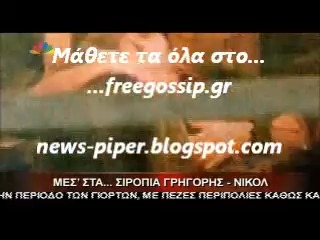 Μάθετε τα όλα στο...
...freegossip.gr
news-piper.blogspot.com
ΜΕΣ' ΣΤΑ... ΣΙΡΟΠΙΑ ΓΡΗΓΟΡΗΣ - ΝΙΚΟΛ
ΗΝ ΠΕΡΙΟΔΟ ΤΩΝ ΓΙΟΡΤΩΝ, ΜΕ ΠΕΖΕΣ ΠΕΡΙΠΟΛΙΕΣ ΚΑΘΩΣ ΚΑ